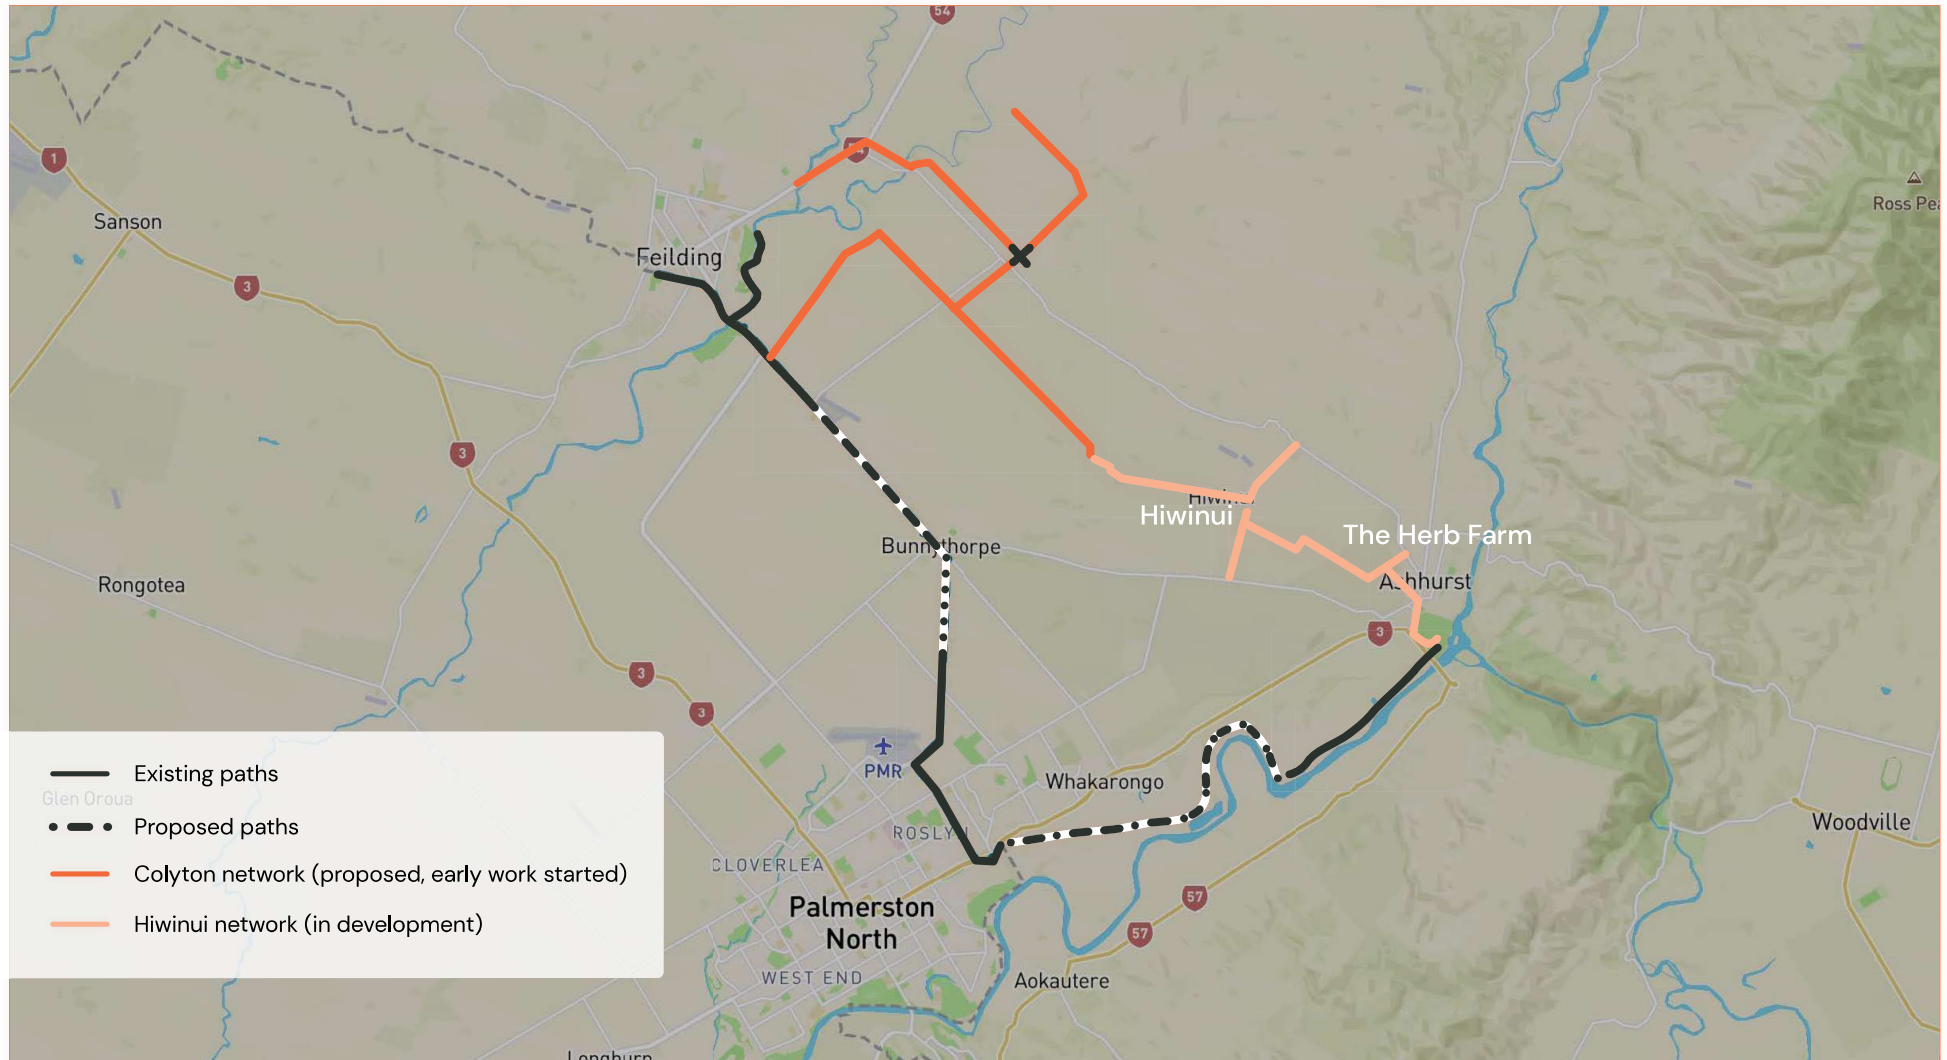 54
54
1
Sanson
3
Feilding
Ross Pea
3
Hiwinui
Hiwinui
The Herb Farm
Bunnythorpe
Ashhurst
Rongotea
3
3
3
PMR
Whakarongo
Existing paths
Glen Oroua
Proposed paths
Colyton network (proposed, early work started)
Hiwinui network (in development)
ROSLYN
CLOVERLEA
Woodville
Palmerston
North
57
57
WEST END
Aokautere
Longburn